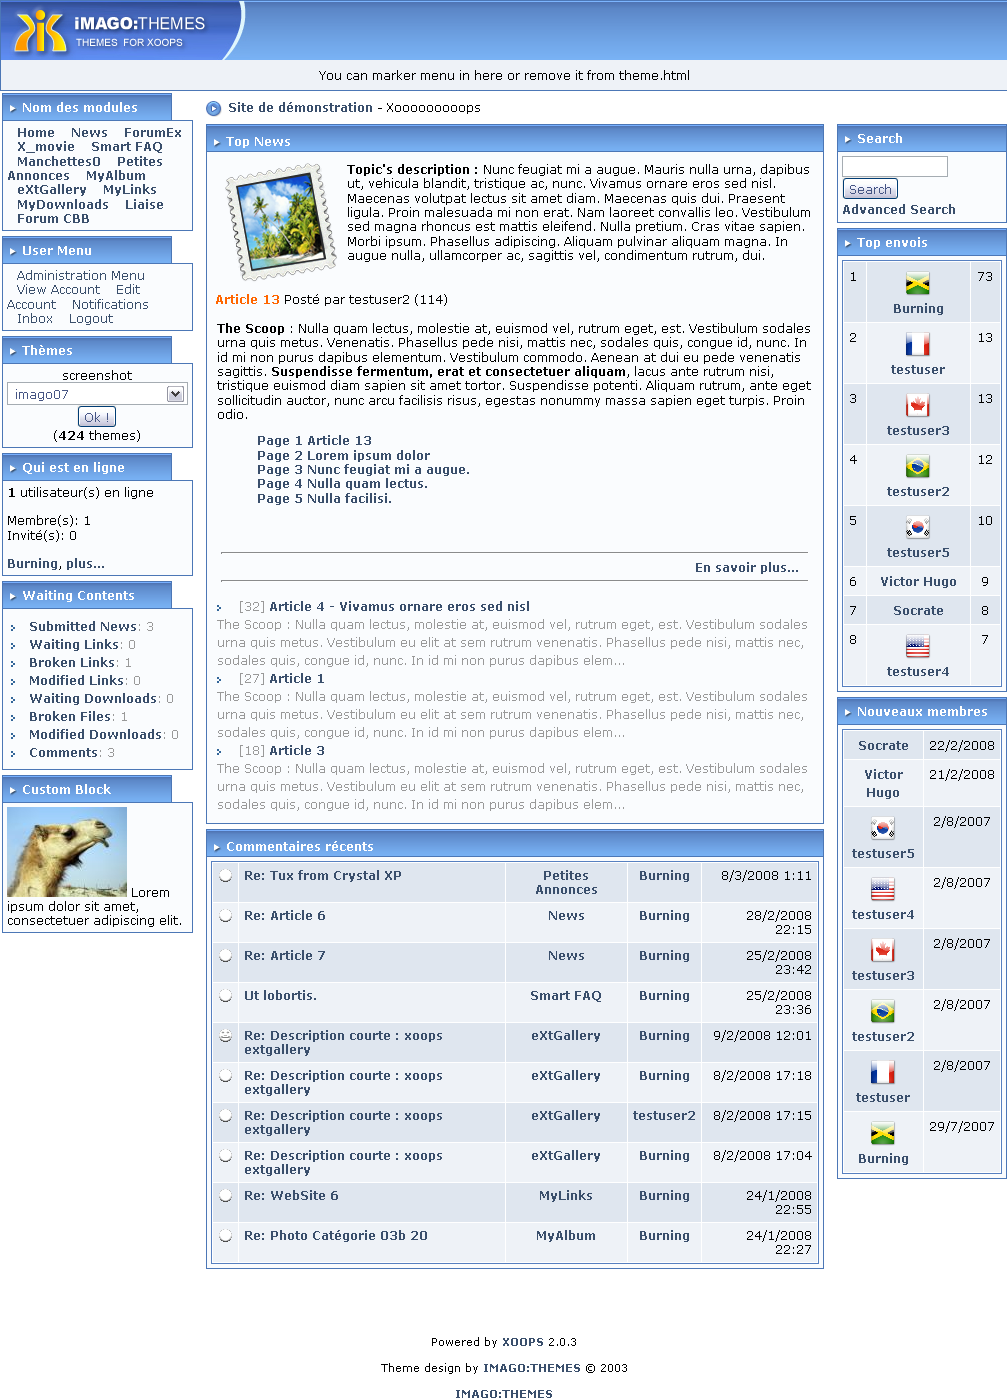 iMAGO:THEMES
THEMES FOR XOOPS
You can marker menu in here or remove it from theme.html
Nom des modules
Home News ForumEx
X_movie Smart FAQ
Manchettes0 Petites
Annonces MyAlbum
eXtGallery MyLinks
MyDownloads Liaise
Forum CBB
User Menu
Administration Menu
View Account Edit
Account Notifications
Inbox Logout
Thèmes
screenshot
imago07
Ok !
(424 themes)
Qui est en ligne
1 utilisateur(s) en ligne
Membre(s): 1
Invité(s): 0
Burning, plus...
Waiting Contents
Submitted News: 3
Waiting Links: 0
Broken Links: 1
Modified Links: 0
Waiting Downloads: 0
Broken Files: 1
Modified Downloads: 0
Comments: 3
Custom Block
Lorem
ipsum dolor sit amet,
consectetuer adipiscing elit.
Site de démonstration - Xooooooooops
Top News
Topic's description : Nunc feugiat mi a augue. Mauris nulla urna, dapibus
ut, vehicula blandit, tristique ac, nunc. Vivamus ornare eros sed nisl.
Maecenas volutpat lectus sit amet diam. Maecenas quis dui. Praesent
ligula. Proin malesuada mi non erat. Nam laoreet convallis leo. Vestibulum
sed magna rhoncus est mattis eleifend. Nulla pretium. Cras vitae sapien.
Morbi ipsum. Phasellus adipiscing. Aliquam pulvinar aliquam magna. In
augue nulla, ullamcorper ac, sagittis vel, condimentum rutrum, dui.
Article 13 Posté par testuser2 (114)
The Scoop : Nulla quam lectus, molestie at, euismod vel, rutrum eget, est. Vestibulum sodales
urna quis metus. Venenatis. Phasellus pede nisi, mattis nec, sodales quis, congue id, nunc. In
id mi non purus dapibus elementum. Vestibulum commodo. Aenean at dui eu pede venenatis
sagittis. Suspendisse fermentum, erat et consectetuer aliquam, lacus ante rutrum nisi,
tristique euismod diam sapien sit amet tortor. Suspendisse potenti. Aliquam rutrum, ante eget
sollicitudin auctor, nunc arcu facilisis risus, egestas nonummy massa sapien eget turpis. Proin
odio.
Page 1 Article 13
Page 2 Lorem ipsum dolor
Page 3 Nunc feugiat mi a augue.
Page 4 Nulla quam lectus.
Page 5 Nulla facilisi.
En savoir plus...
[32] Article 4 - Vivamus ornare eros sed nisl
The Scoop : Nulla quam lectus, molestie at, euismod vel, rutrum eget, est. Vestibulum sodales
urna quis metus. Vestibulum eu elit at sem rutrum venenatis. Phasellus pede nisi, mattis nec,
sodales quis, congue id, nunc. In id mi non purus dapibus elem...
[27] Article 1
The Scoop : Nulla quam lectus, molestie at, euismod vel, rutrum eget, est. Vestibulum sodales
urna quis metus. Vestibulum eu elit at sem rutrum venenatis. Phasellus pede nisi, mattis nec,
sodales quis, congue id, nunc. In id mi non purus dapibus elem...
[18] Article 3
The Scoop : Nulla quam lectus, molestie at, euismod vel, rutrum eget, est. Vestibulum sodales
urna quis metus. Vestibulum eu elit at sem rutrum venenatis. Phasellus pede nisi, mattis nec,
sodales quis, congue id, nunc. In id mi non purus dapibus elem...
Commentaires récents
Re: Tux from Crystal XP Petites Burning 8/3/2008 1:11
Annonces
Re: Article 6 News Burning 28/2/2008
22:15
Re: Article 7 News Burning 25/2/2008
23:42
Ut lobortis. Smart FAQ Burning 25/2/2008
23:36
Re: Description courte : xoops eXtGallery Burning 9/2/2008 12:01
extgallery
Re: Description courte : xoops eXtGallery Burning 8/2/2008 17:18
extgallery
Re: Description courte : xoops eXtGallery testuser2 8/2/2008 17:15
extgallery
Re: Description courte : xoops eXtGallery Burning 8/2/2008 17:04
extgallery
Re: WebSite 6 MyLinks Burning 24/1/2008
22:55
Re: Photo Catégorie 03b 20 MyAlbum Burning 24/1/2008
22:27
Search
Search
Advanced Search
Top envois
1 Burning 73
2 testuser 13
3 testuser3 13
4 testuser2 12
5 testuser5 10
6 Victor Hugo 9
7 Socrate 8
8 testuser4 7
Nouveaux membres
Socrate 22/2/2008
Victor 21/2/2008
Hugo
testuser5 2/8/2007
testuser4 2/8/2007
testuser3 2/8/2007
testuser2 2/8/2007
testuser 2/8/2007
Burning 29/7/2007
Powered by XOOPS 2.0.3
Theme design by IMAGO:THEMES © 2003
IMAGO:THEMES